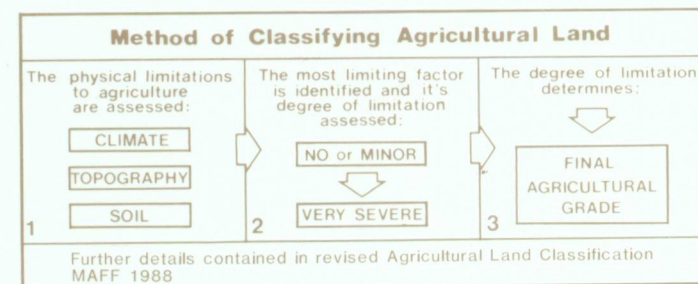 Method of Classifying Agricultural Land
The physical limitations
to agriculture
are assessed:
CLIMATE
TOPOGRAPHY
SOIL
1
The most limiting factor
is identified and it's
degree of limitation
assessed:
NO or MINOR
VERY SEVERE
2
The degree of limitation
determines:
FINAL
AGRICULTURAL
GRADE
3
Further details contained in revised Agricultural Land Classification
MAFF 1988